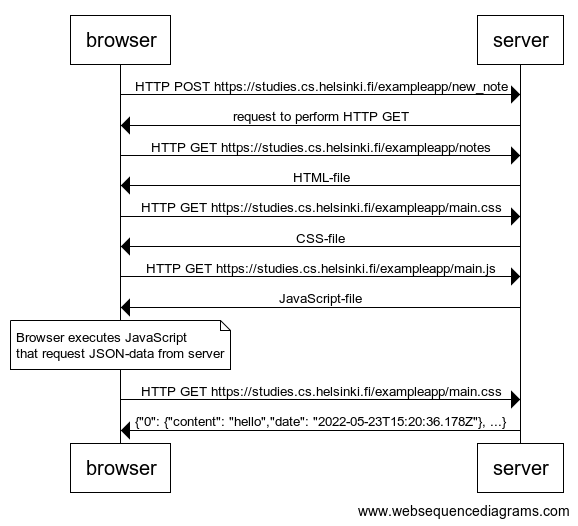 browser server
HTTP POST https://studies.cs.helsinki.fi/exampleapp/new_note
request to perform HTTP GET
HTTP GET https://studies.cs.helsinki.fi/exampleapp/notes
HTML-file
HTTP GET https://studies.cs.helsinki.fi/exampleapp/main.css
CSS-file
HTTP GET https://studies.cs.helsinki.fi/exampleapp/main.js
JavaScript-file
Browser executes JavaScript
that request JSON-data from server
HTTP GET https://studies.cs.helsinki.fi/exampleapp/main.css
{"0": {"content": "hello","date": "2022-05-23T15:20:36.178Z"}, ...}
browser server
www.websequencediagrams.com